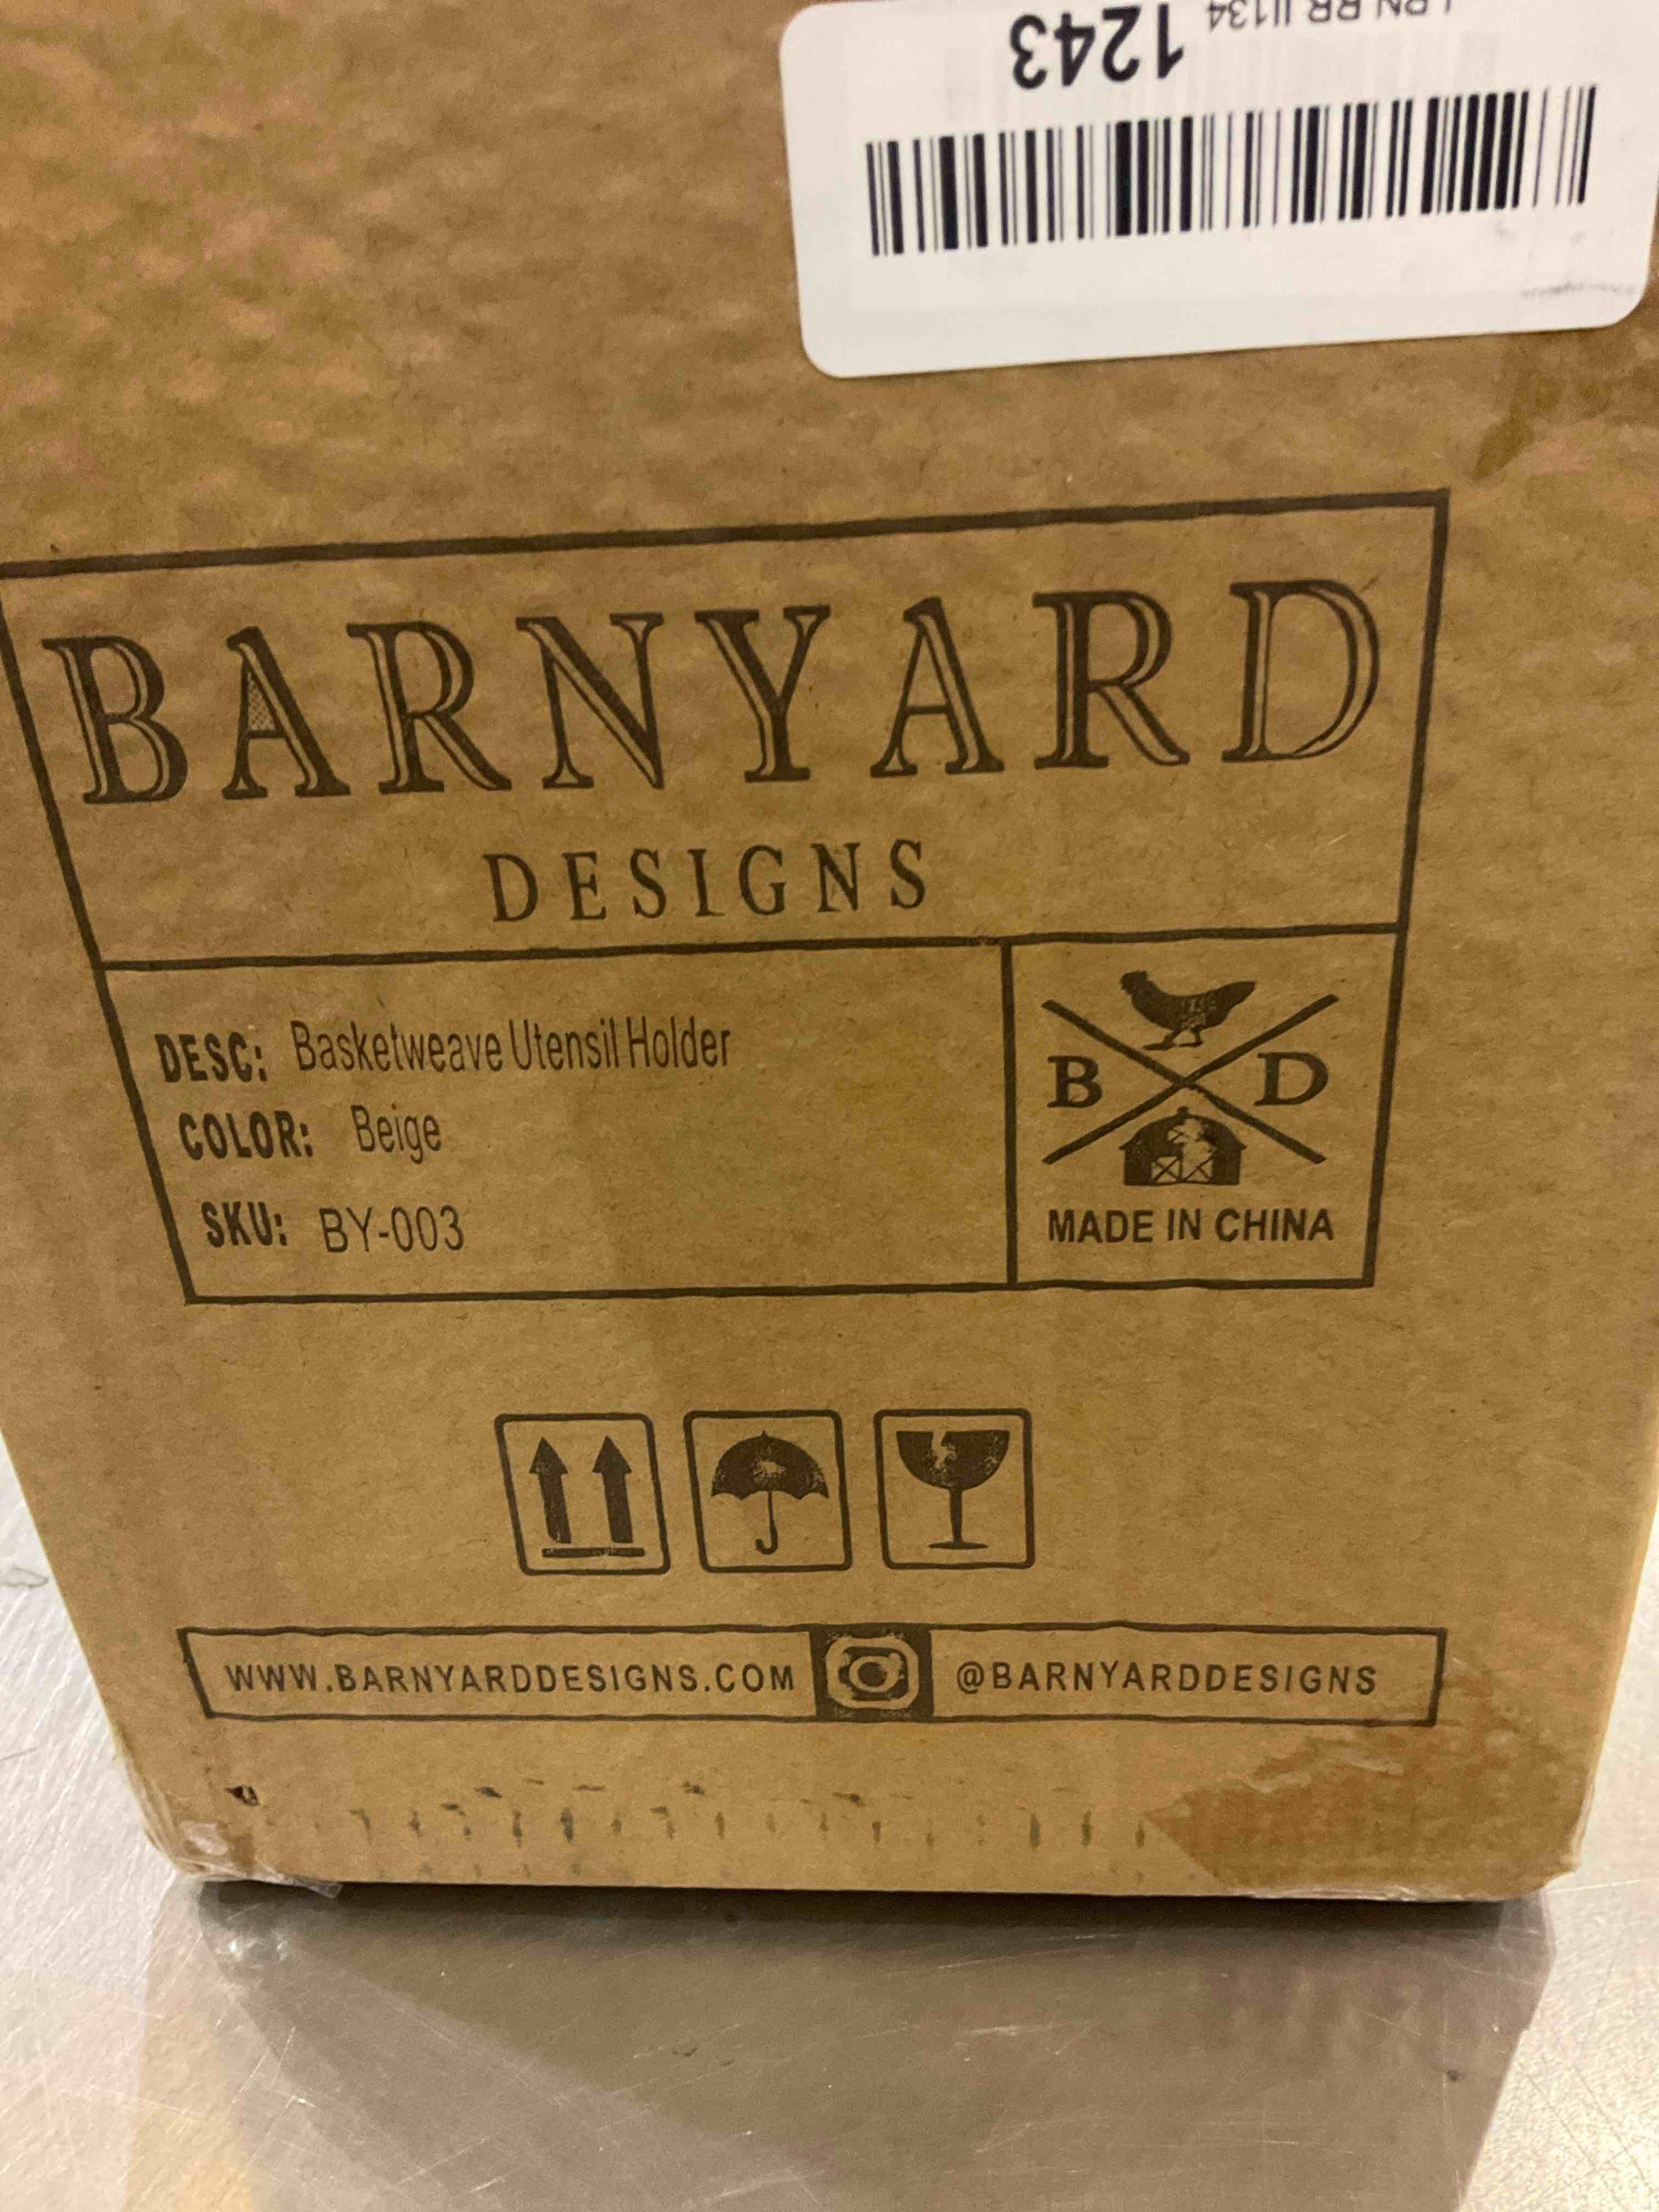 1243
BARNYARD
DESIGNS
DESC: Basketweave Utensil Holder
COLOR: Beige
SKU: BY-003
B D
MADE IN CHINA
WWW.BARNYARDDESIGNS.COM @BARNYARDDESIGNS